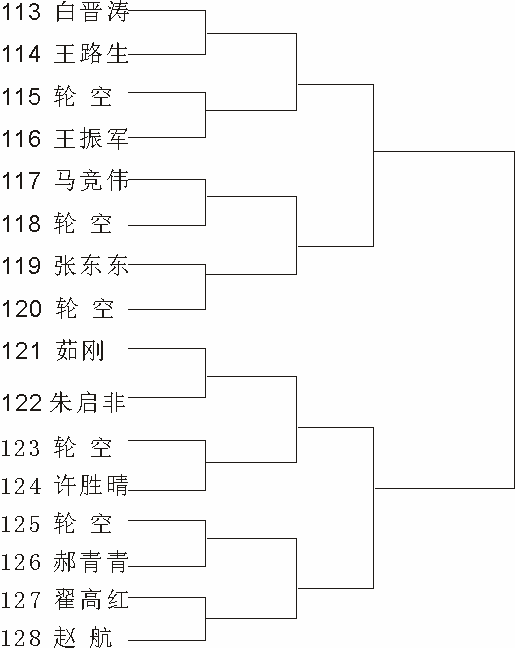 113 白晋涛
114 王路生
115 轮 空
116 王振军
117 马竞伟
118 轮 空
119 张东东
120 轮 空
121 茹刚
122 朱启非
123 轮 空
124 许胜晴
125 轮 空
126 郝青青
127 翟高红
128 赵 航